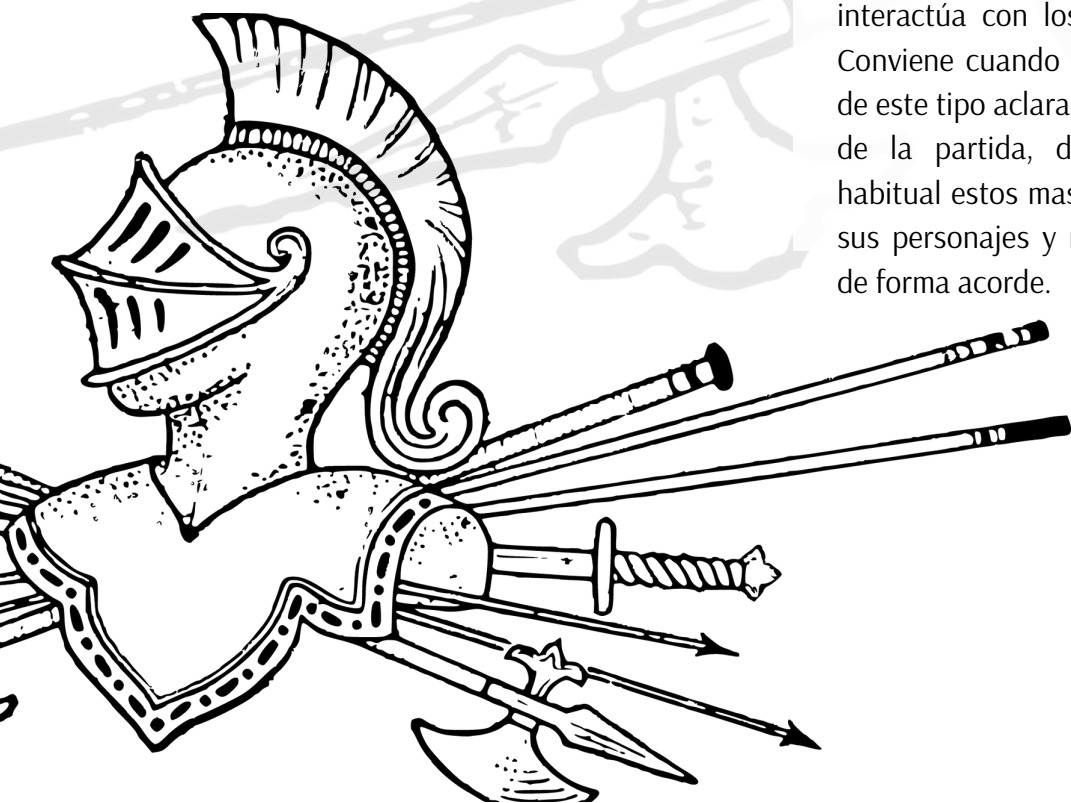 interactúa con los
Conviene cuando
de este tipo aclara
de la partida, d
habitual estos mas
sus personajes y
de forma acorde.